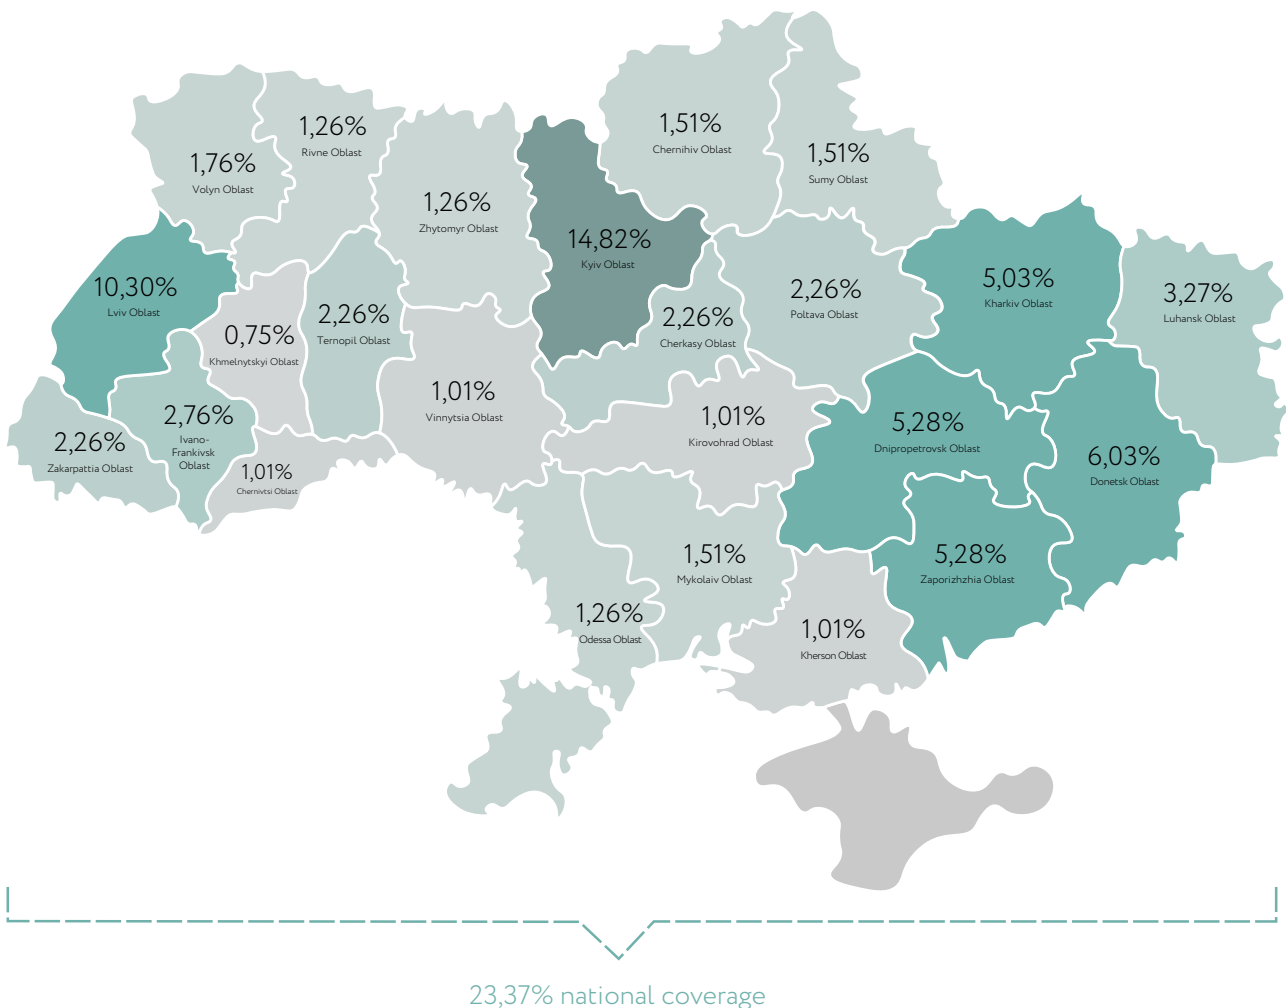 1,51%
Chernihiv Oblast
1,26%
Rivne Oblast
1,51%
Sumy Oblast
1,76%
Volyn Oblast
1,26%
Zhytomyr Oblast
14,82%
Kyiv Oblast
10,30%
Lviv Oblast
5,03%
Kharkiv Oblast
2,26%
Poltava Oblast
3,27%
Luhansk Oblast
0,75%
Khmelnytskyi Oblast
2,26%
Ternopil Oblast
2,26%
Cherkasy Oblast
1,01%
Vinnytsia Oblast
2,76%
Ivano-
Frankivsk
Oblast
1,01%
Kirovohrad Oblast
5,28%
Dnipropetrovsk Oblast
2,26%
Zakarpattia Oblast
6,03%
Donetsk Oblast
1,01%
Chernivtsi Oblast
1,51%
Mykolaiv Oblast
5,28%
Zaporizhzhia Oblast
1,26%
Odessa Oblast
1,01%
Kherson Oblast
23,37% national coverage